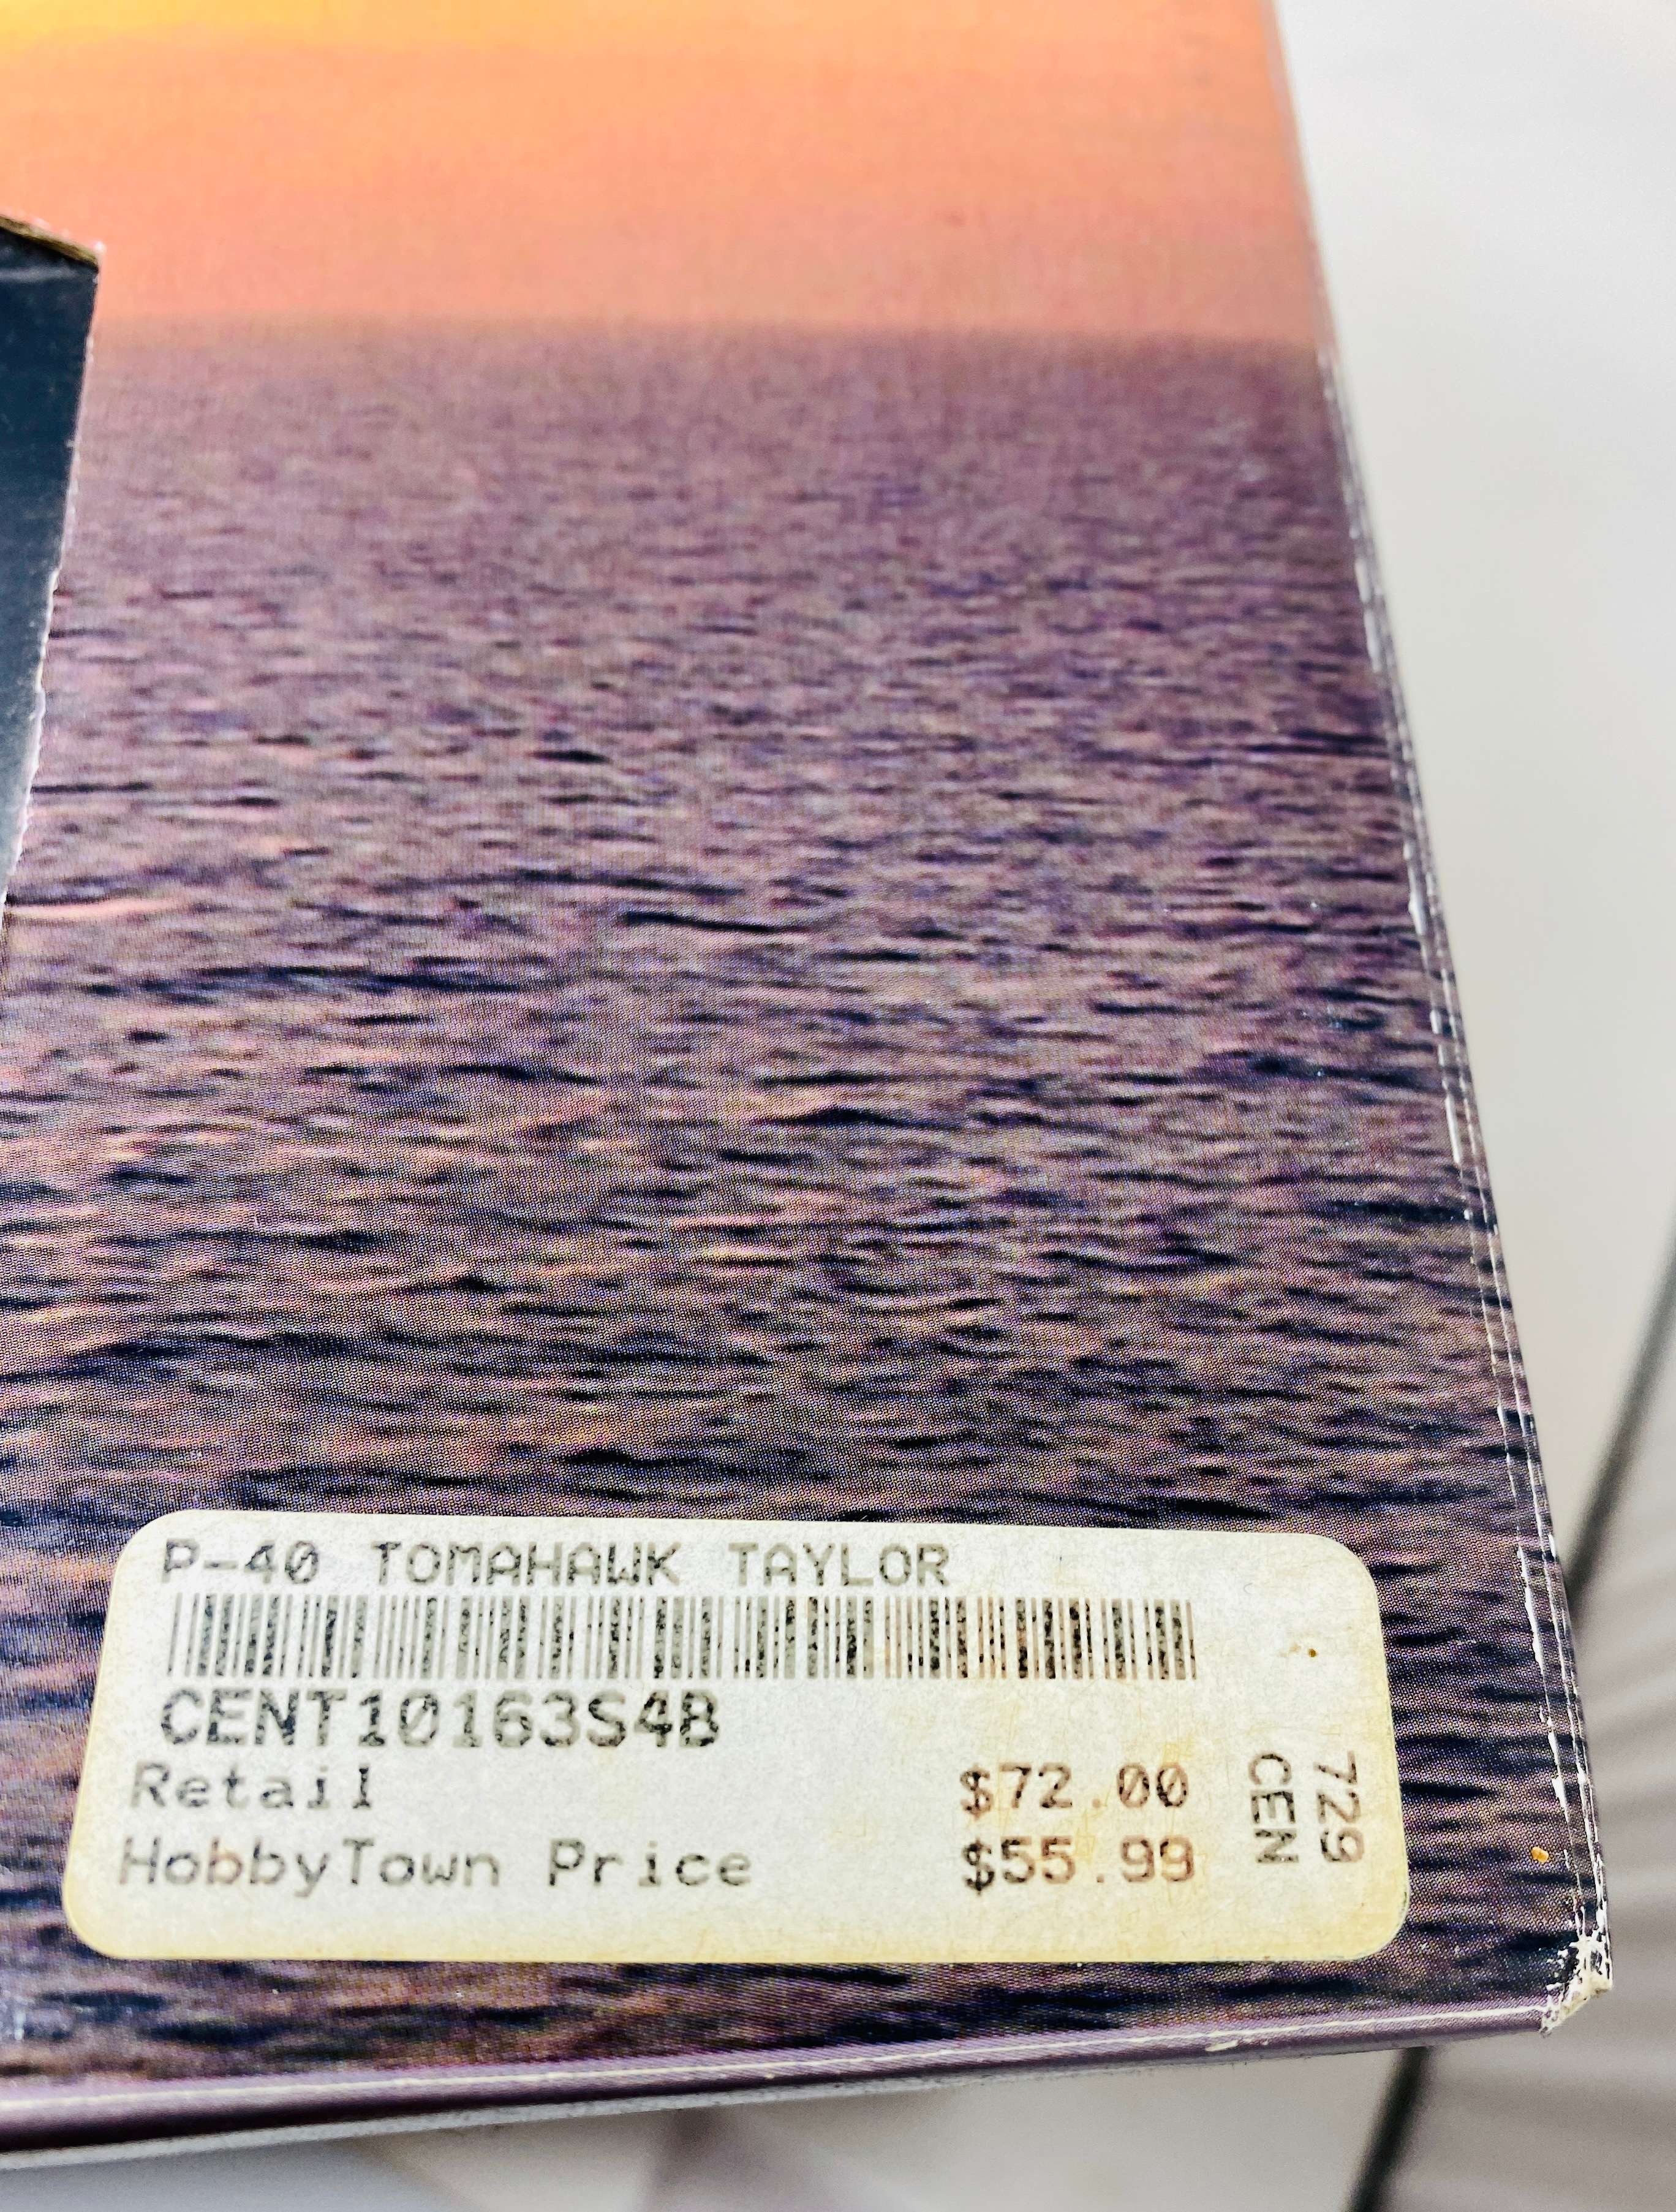 P-40 TOMAHAWK TAYLOR
CENT10163S4B
Retail $72.00
HobbyTown Price $55.99
729
CEN